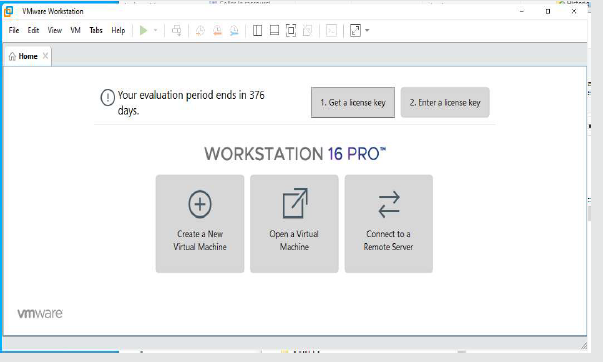 VMware Workstation
File Edit View VM Tabs Help
Home
Your evaluation period ends in 376
days.
1. Get a license key
2. Enter a license key
WORKSTATION 16 PRO™
Create a New
Virtual Machine
Open a Virtual
Machine
Connect to a
Remote Server
vmware